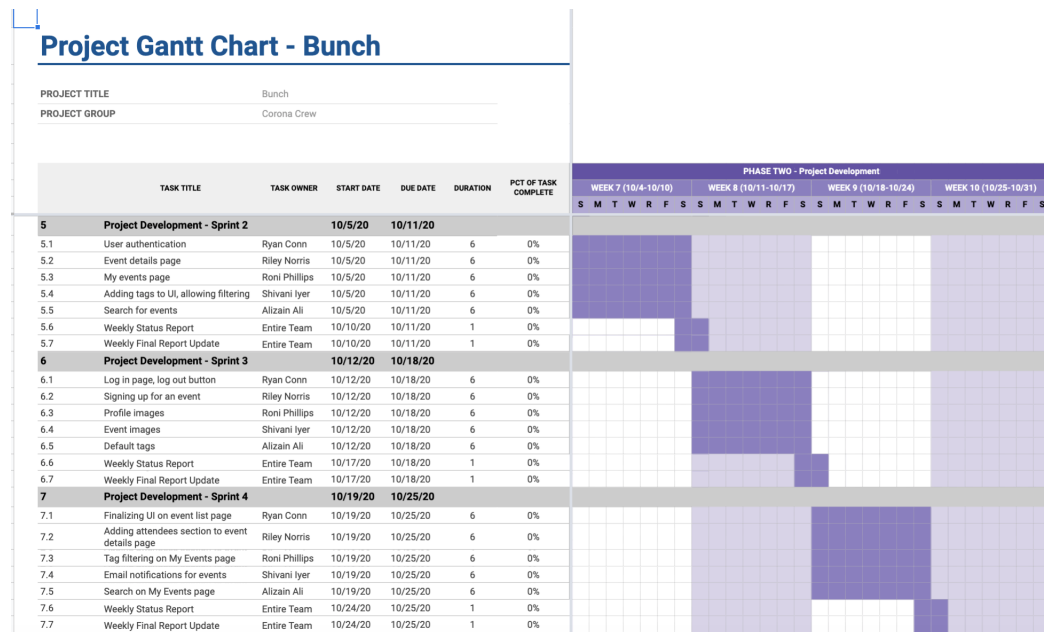 Project Gantt Chart - Bunch
PROJECT TITLE Bunch
PROJECT GROUP Corona Crew
PHASE TWO - Project Development
TASK TITLE TASK OWNER START DATE DUE DATE DURATION PCT OF TASK COMPLETE WEEK 7 (10/4-10/10) WEEK 8 (10/11-10/17) WEEK 9 (10/18-10/24) WEEK 10 (10/25-10/31)
S M T W R F S S M T W R F S S M T W R F S S M T W R F S
5 Project Development - Sprint 2 10/5/20 10/11/20
5.1 User authentication Ryan Conn 10/5/20 10/11/20 6 0%
5.2 Event details page Riley Norris 10/5/20 10/11/20 6 0%
5.3 My events page Roni Phillips 10/5/20 10/11/20 6 0%
5.4 Adding tags to UI, allowing filtering Shivani Iyer 10/5/20 10/11/20 6 0%
5.5 Search for events Alizain Ali 10/5/20 10/11/20 6 0%
5.6 Weekly Status Report Entire Team 10/10/20 10/11/20 1 0%
5.7 Weekly Final Report Update Entire Team 10/10/20 10/11/20 1 0%
6 Project Development - Sprint 3 10/12/20 10/18/20
6.1 Log in page, log out button Ryan Conn 10/12/20 10/18/20 6 0%
6.2 Signing up for an event Riley Norris 10/12/20 10/18/20 6 0%
6.3 Profile images Roni Phillips 10/12/20 10/18/20 6 0%
6.4 Event images Shivani Iyer 10/12/20 10/18/20 6 0%
6.5 Default tags Alizain Ali 10/12/20 10/18/20 6 0%
6.6 Weekly Status Report Entire Team 10/17/20 10/18/20 1 0%
6.7 Weekly Final Report Update Entire Team 10/17/20 10/18/20 1 0%
7 Project Development - Sprint 4 10/19/20 10/25/20
7.1 Finalizing UI on event list page Ryan Conn 10/19/20 10/25/20 6 0%
7.2 Adding attendees section to event details page Riley Norris 10/19/20 10/25/20 6 0%
7.3 Tag filtering on My Events page Roni Phillips 10/19/20 10/25/20 6 0%
7.4 Email notifications for events Shivani Iyer 10/19/20 10/25/20 6 0%
7.5 Search on My Events page Alizain Ali 10/19/20 10/25/20 6 0%
7.6 Weekly Status Report Entire Team 10/24/20 10/25/20 1 0%
7.7 Weekly Final Report Update Entire Team 10/24/20 10/25/20 1 0%